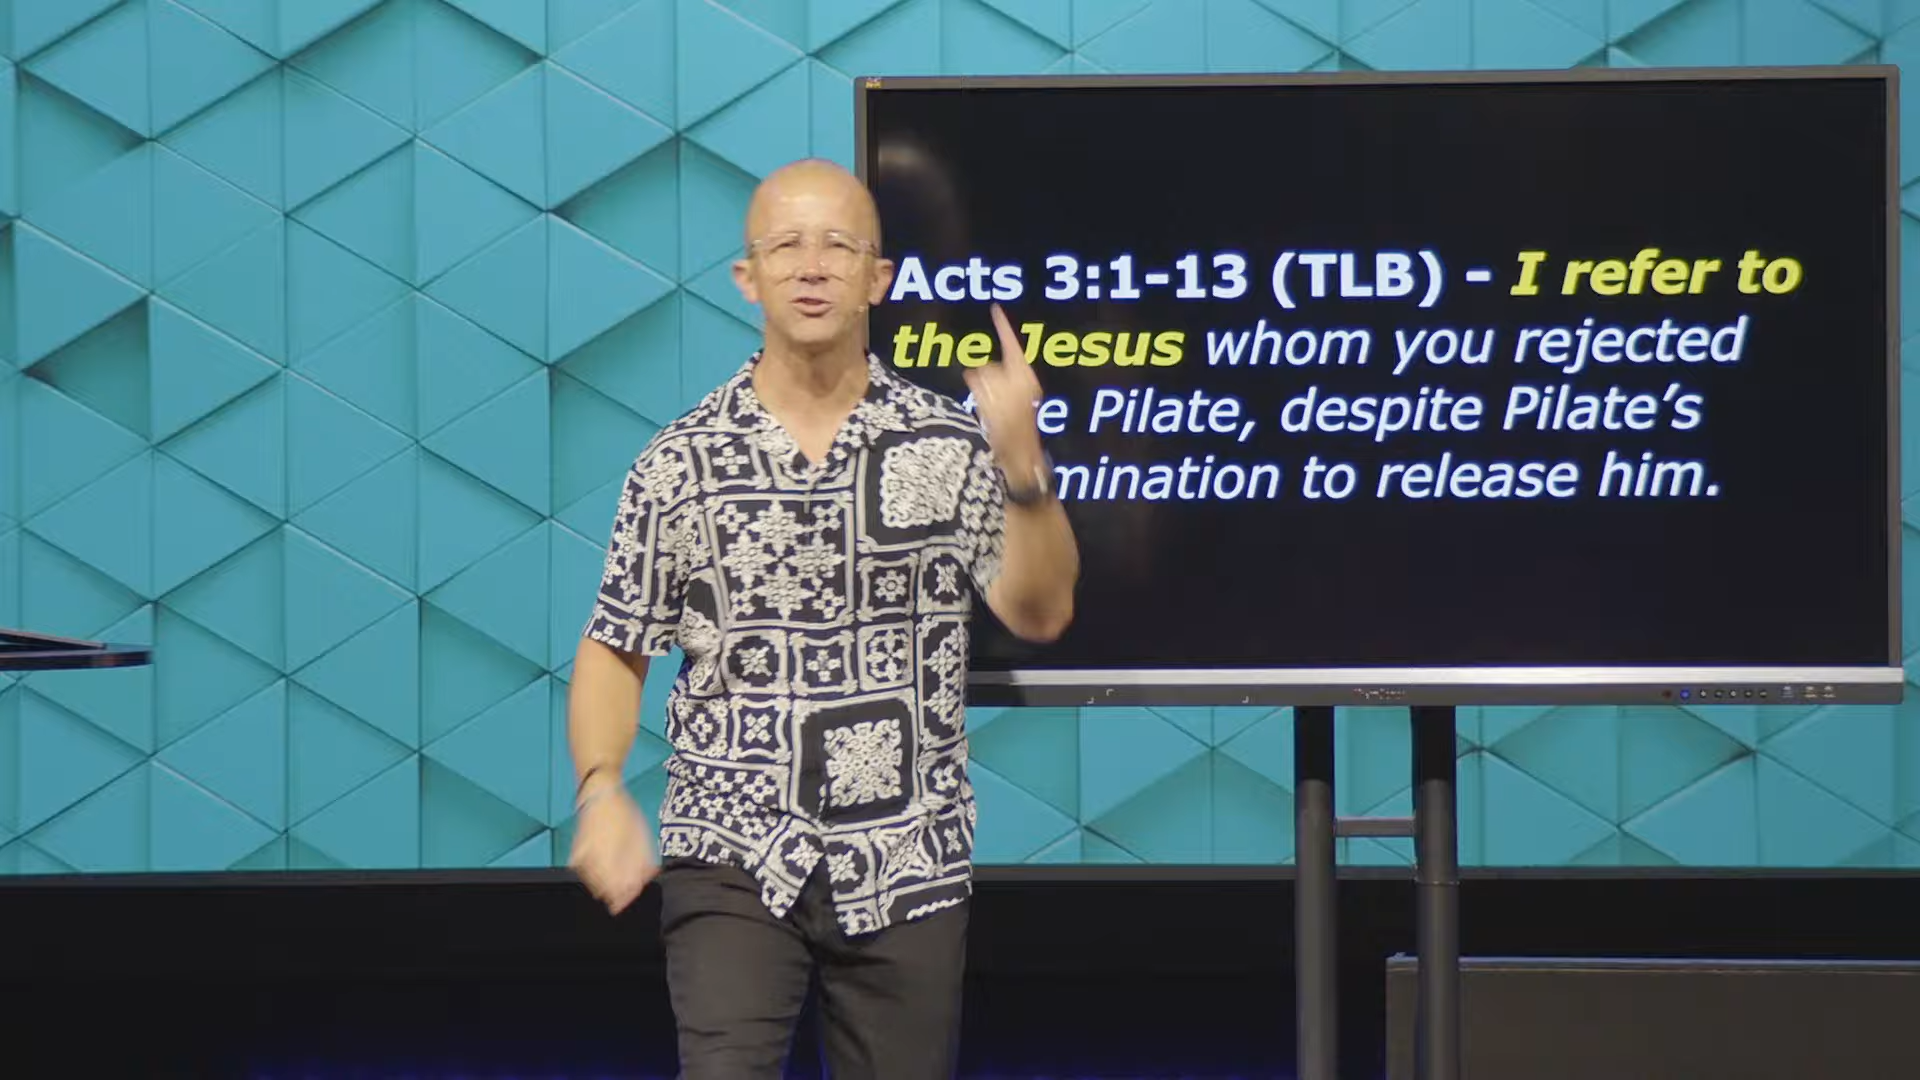 Acts 3:1-13 (TLB) - I refer to
the Jesus whom you rejected
Pilate, despite Pilate’s
to release him.